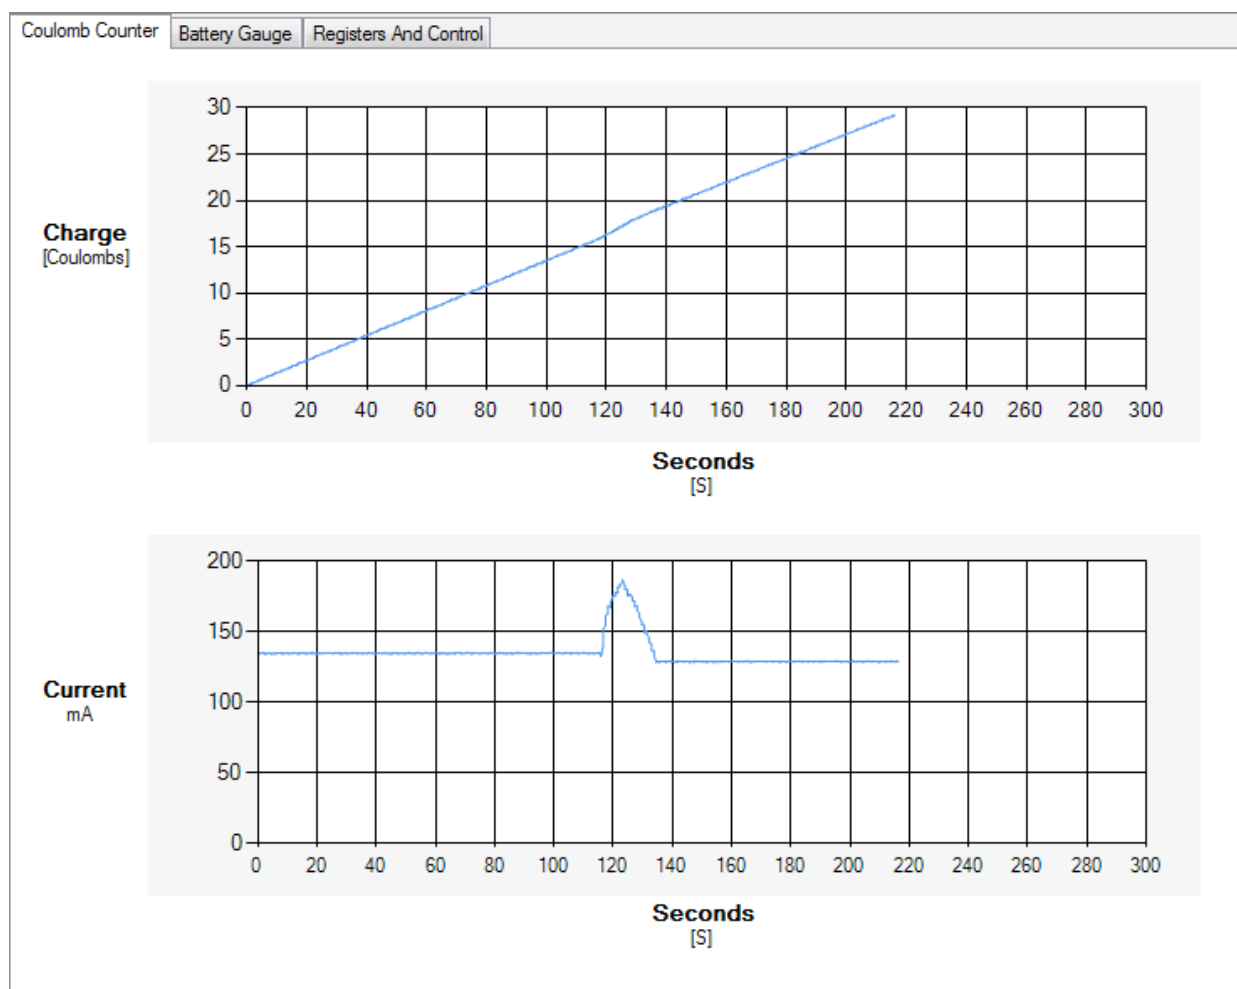 Coulomb Counter Battery Gauge Registers And Control
30
25
20
Charge
[Coulombs]
15
10
5
0
0 20 40 60 80 100 120 140 160 180 200 220 240 260 280 300
Seconds
[S]
200
150
Current
mA
100
50
0
0 20 40 60 80 100 120 140 160 180 200 220 240 260 280 300
Seconds
[S]